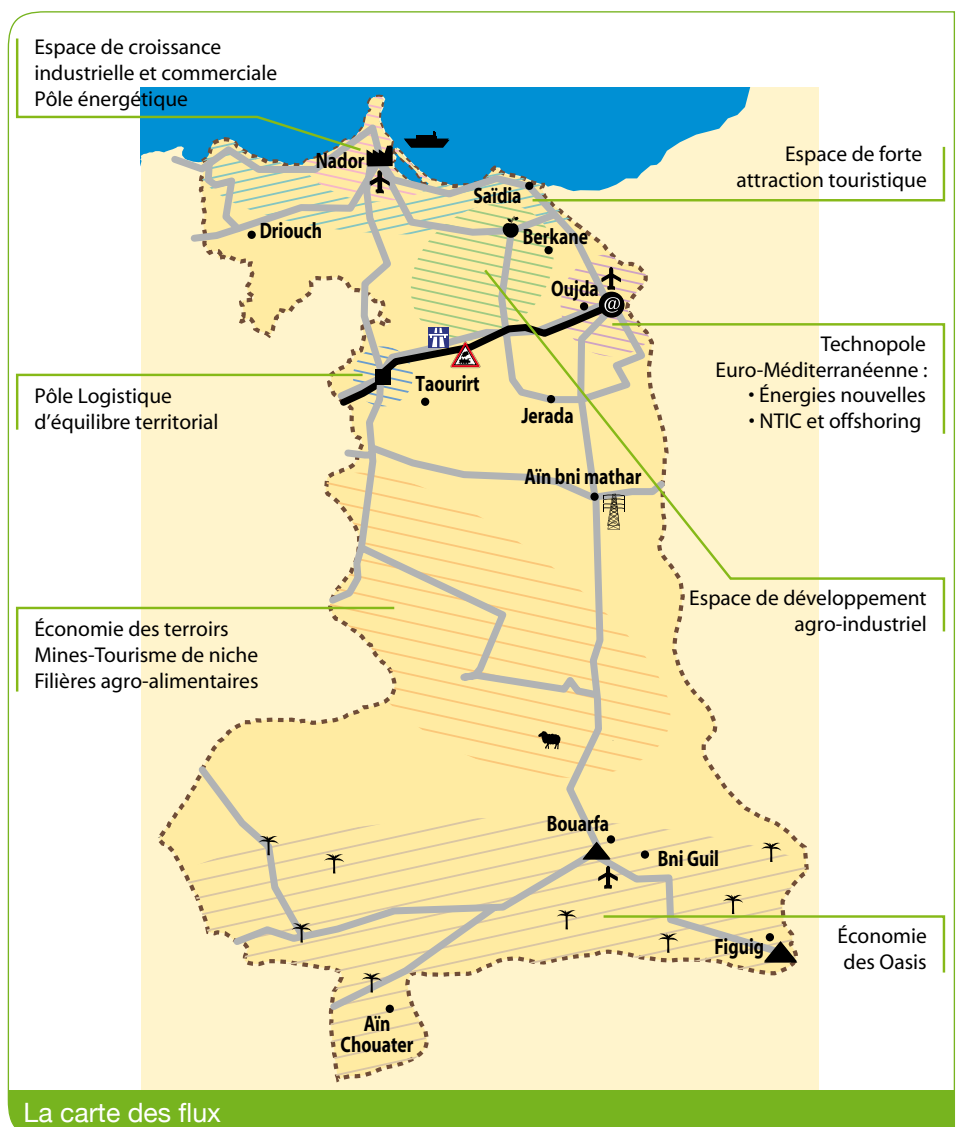 Espace de croissance
industrielle et commerciale
Pôle énergétique
Nador
Espace de forte
attraction touristique
Saïdia
Driouch
Berkane
Oujda
@
Technopole
Euro-Méditerranéenne :
• Énergies nouvelles
• NTIC et offshoring
Pôle Logistique
d'équilibre territorial
Taourirt
Jerada
Aïn bni mathar
Espace de développement
agro-industriel
Économie des terroirs
Mines-Tourisme de niche
Filières agro-alimentaires
Bouarfa
Bni Guil
Figuig
Économie
des Oasis
Aïn
Chouater
La carte des flux